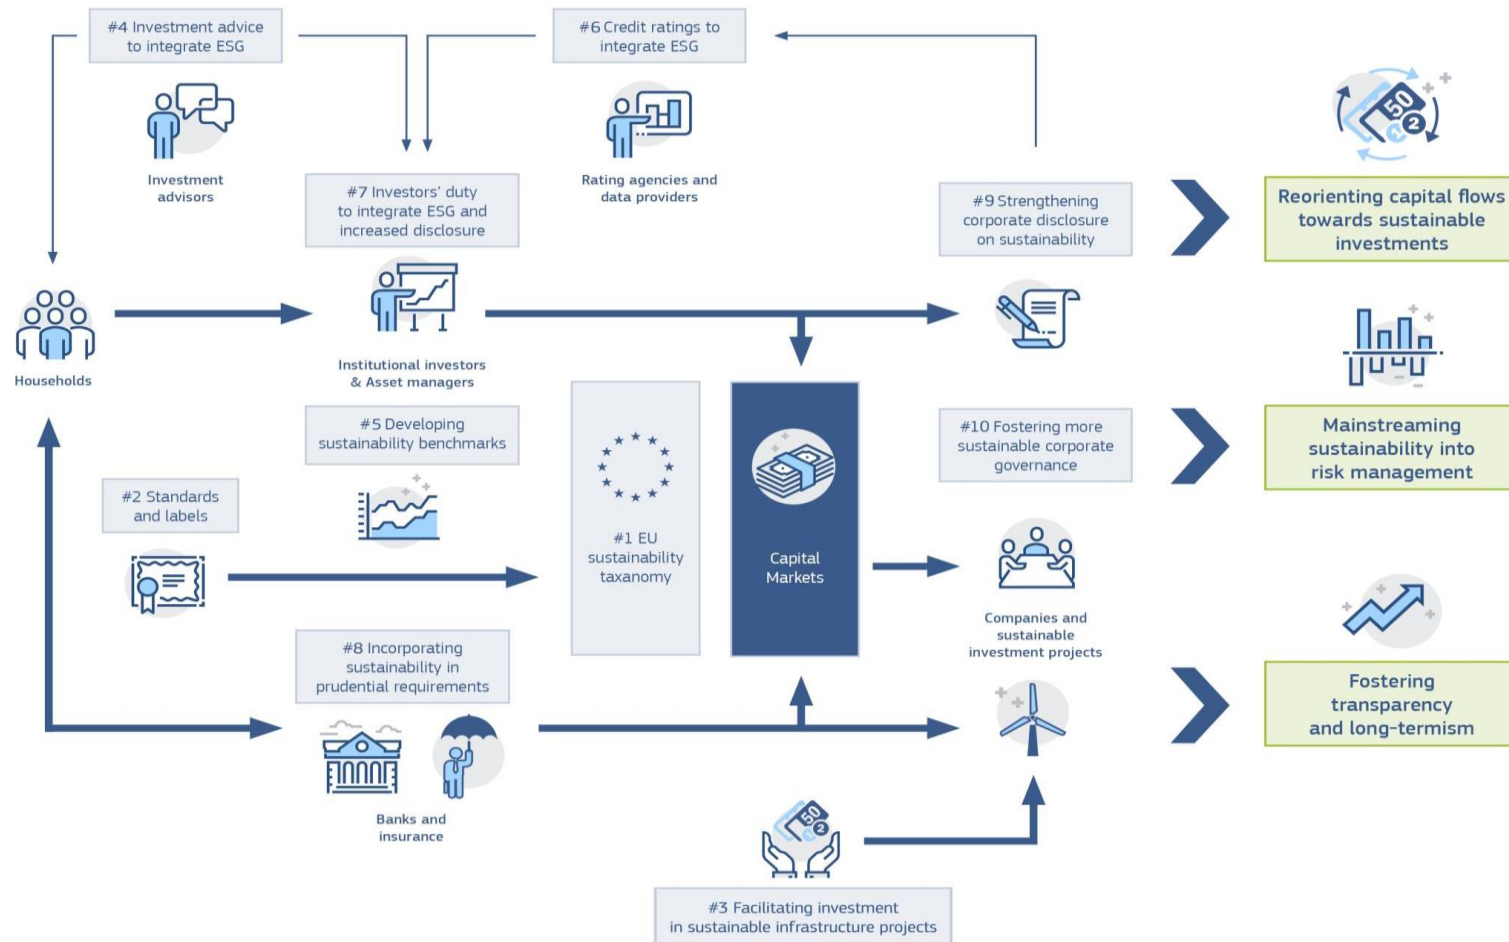 #4 Investment advice
to integrate ESG
#6 Credit ratings to
integrate ESG
50
2
Investment
advisors
#7 Investors' duty
to integrate ESG and
increased disclosure
Rating agencies and
data providers
#9 Strengthening
corporate disclosure
on sustainability
Reorienting capital flows
towards sustainable
investments
Households
Institutional investors
& Asset managers
#5 Developing
sustainability benchmarks
#2 Standards
and labels
#1 EU
sustainability
taxanomy
Capital
Markets
#10 Fostering more
sustainable corporate
governance
Mainstreaming
sustainability into
risk management
Companies and
sustainable
investment projects
#8 Incorporating
sustainability in
prudential requirements
Banks and
insurance
Fostering
transparency
and long-termism
50
2
#3 Facilitating investment
in sustainable infrastructure projects